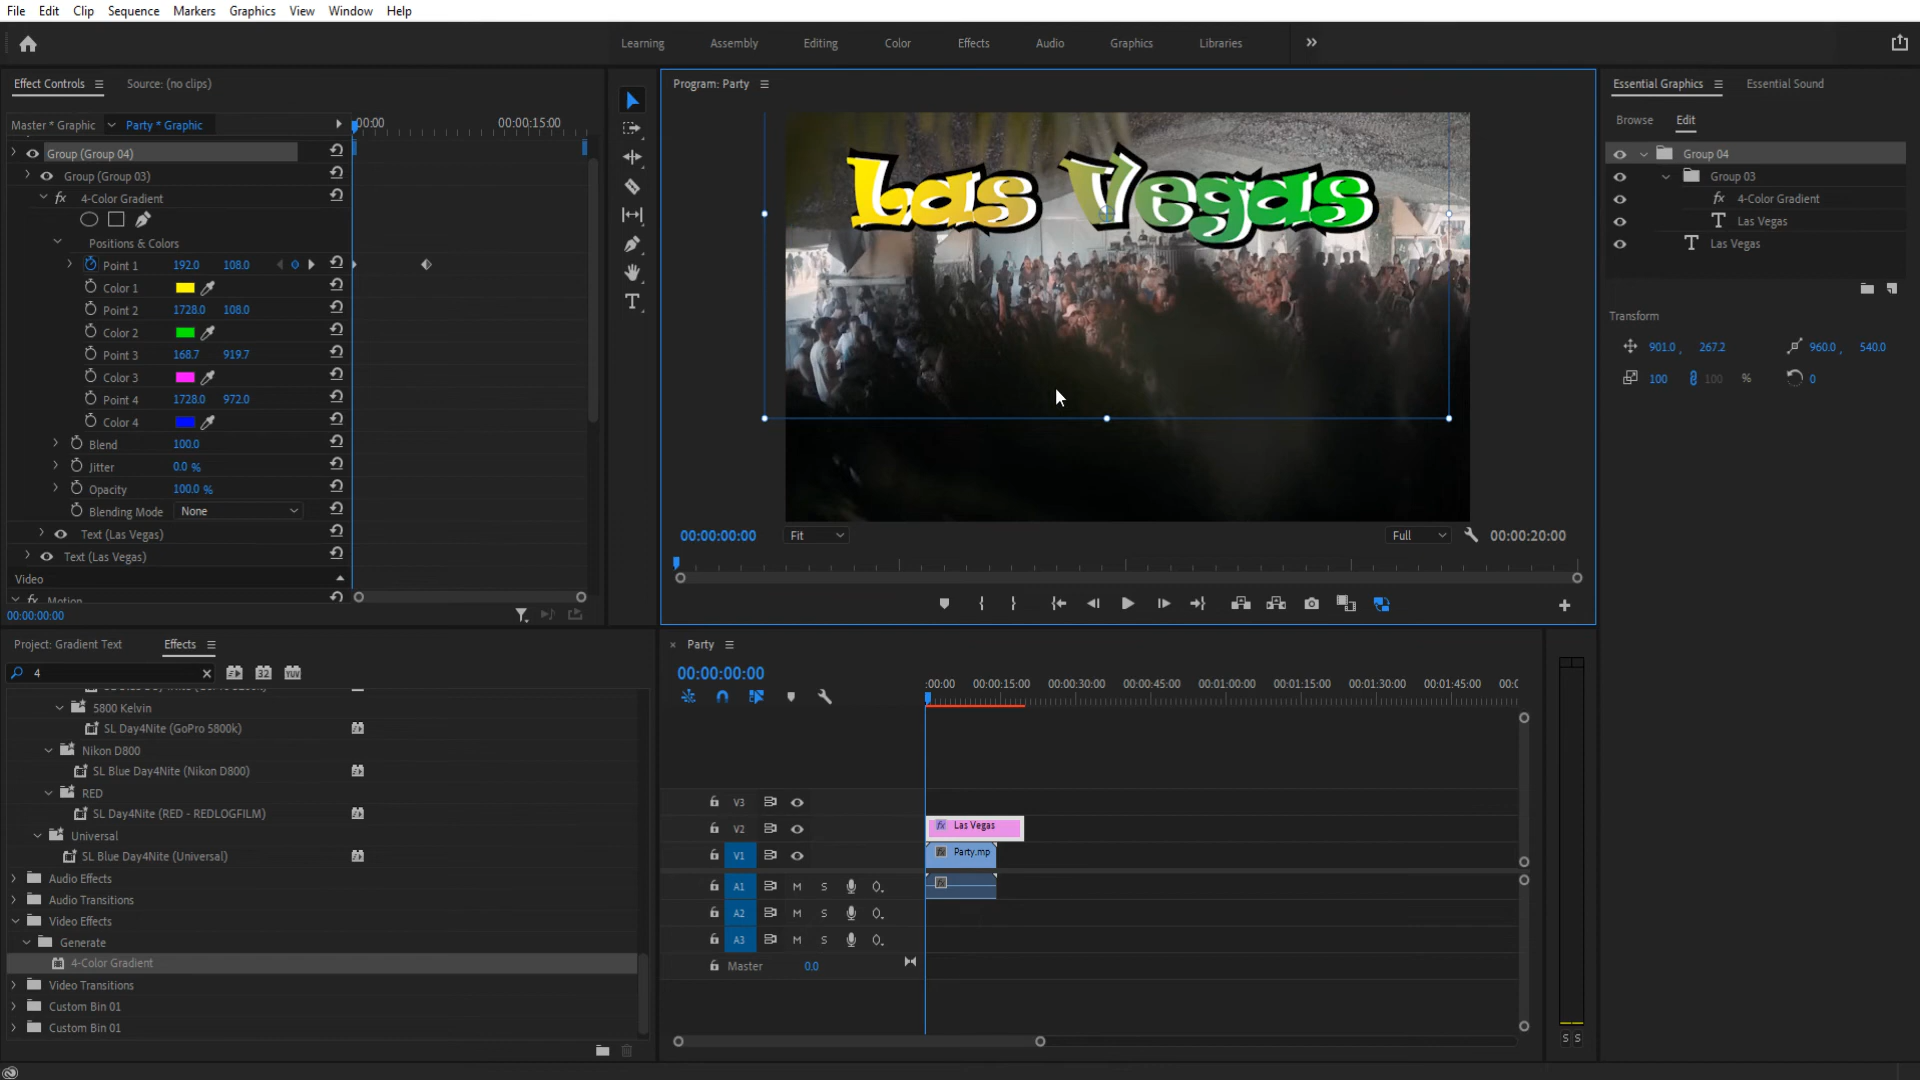 File Edit Clip Sequence Markers Graphics View Window Help
Learning Assembly Editing Color Effects Audio Graphics Libraries
Effect Controls Source: (no clips)
Master * Graphic Party * Graphic
:00:00 00:00:15:00
Group (Group 04)
Group (Group 03)
fx 4-Color Gradient
Positions & Colors
Point 1 192.0 108.0
Color 1
Point 2 1728.0 108.0
Color 2
Point 3 168.7 919.7
Color 3
Point 4 1728.0 972.0
Color 4
Blend 100.0
Jitter 0.0 %
Opacity 100.0 %
Blending Mode None
Text (Las Vegas)
Text (Las Vegas)
Video
fx Motion
00:00:00:00
Program: Party
Las Vegas
00:00:00:00 Fit Full 00:00:20:00
Essential Graphics Essential Sound
Browse Edit
Group 04
Group 03
fx 4-Color Gradient
T Las Vegas
T Las Vegas
Transform
901.0 , 267.2 960.0 , 540.0
100 100 % 0
Project: Gradient Text Effects
4
32 YUV
5800 Kelvin
SL Day4Nite (GoPro 5800k)
Nikon D800
SL Blue Day4Nite (Nikon D800)
RED
SL Day4Nite (RED - REDLOGFILM)
Universal
SL Blue Day4Nite (Universal)
Audio Effects
Audio Transitions
Video Effects
Generate
4-Color Gradient
Video Transitions
Custom Bin 01
Custom Bin 01
× Party
00:00:00:00
:00:00 00:00:15:00 00:00:30:00 00:00:45:00 00:01:00:00 00:01:15:00 00:01:30:00 00:01:45:00 00:0
V3
V2 fx Las Vegas
V1 fx Party.mp
A1 M S fx
A2 M S
A3 M S
Master 0.0
S S